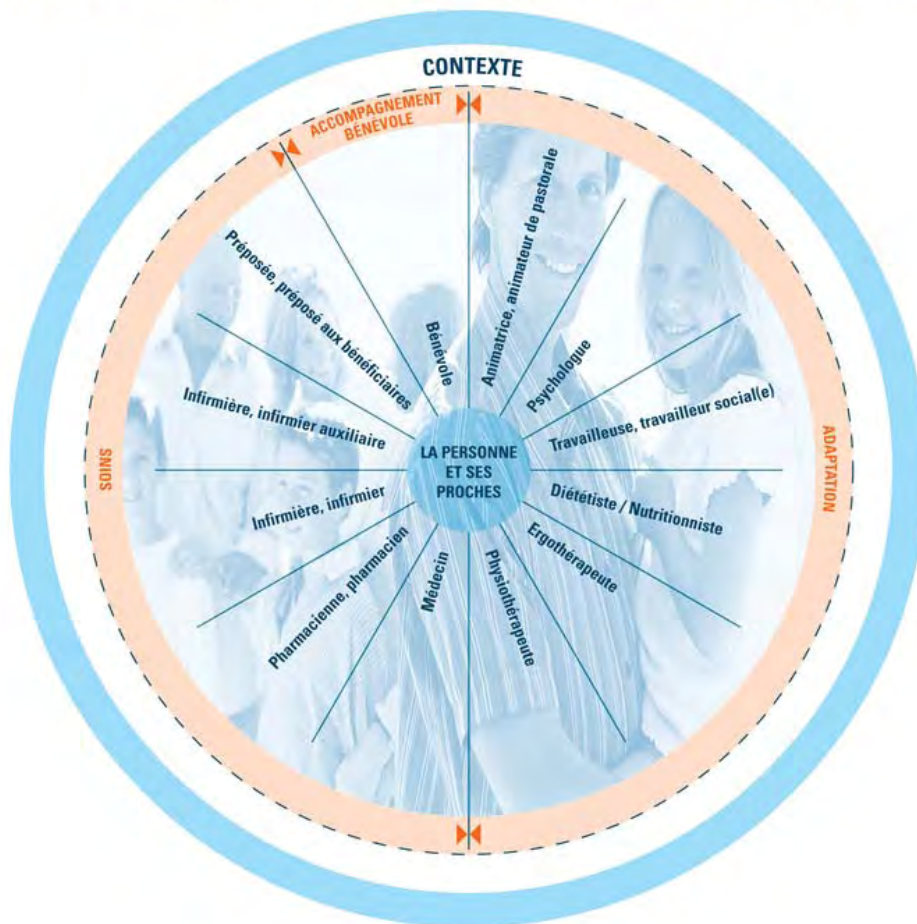 CONTEXTE
ACCOMPAGNEMENT
BÉNÉVOLE
Animatrice, animateur de pastorale
Psychologue
Travailleuse, travailleur social(e)
ADAPTATION
Diététiste / Nutritionniste
Ergothérapeute
Physiothérapeute
Médecin
Pharmacienne, pharmacien
Infirmière, infirmier
SOINS
Infirmière, infirmier auxiliaire
Préposée, préposé aux bénéficiaires
Bénévole
LA PERSONNE
ET SES
PROCHES